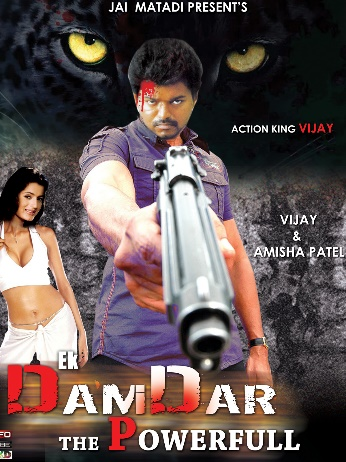 JAI MATADI PRESENT'S
ACTION KING VIJAY
VIJAY
&
AMISHA PATEL
EK
DAMDAR
THE POWERFULL